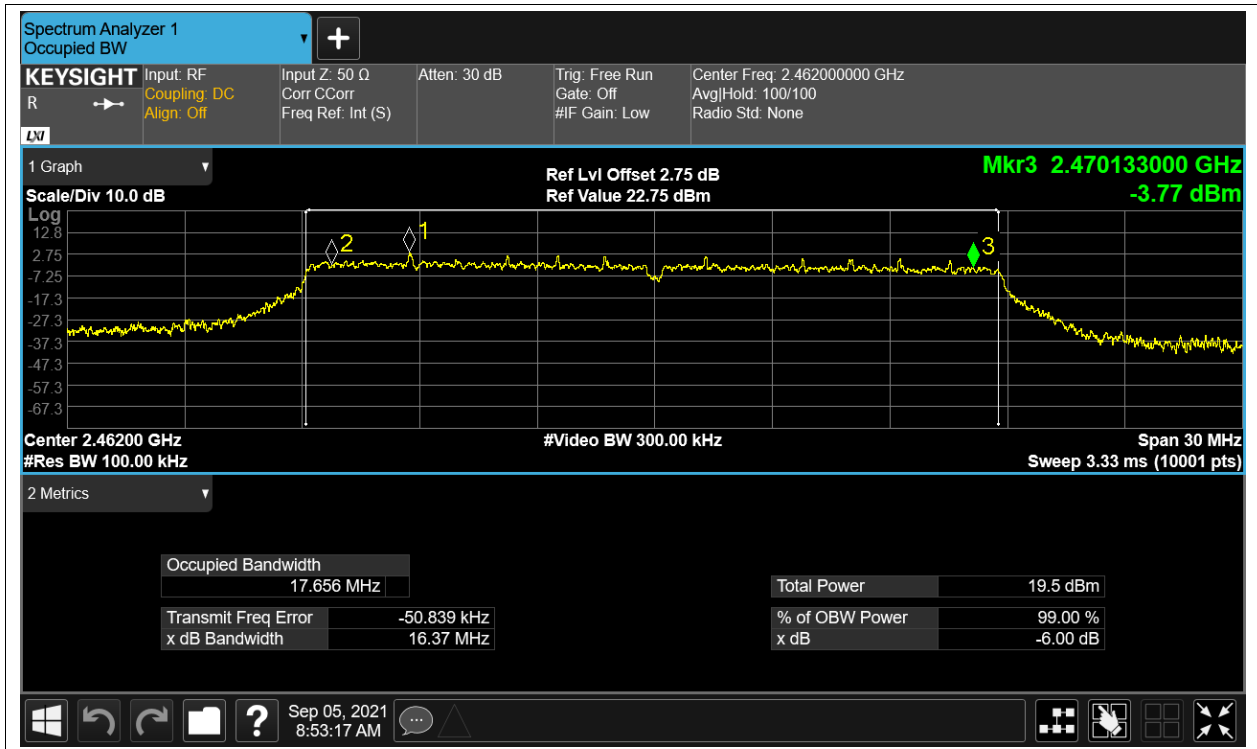 Spectrum Analyzer 1
Occupied BW
+
KEYSIGHT
R
LXI
Input: RF
Coupling: DC
Align: Off
Input Z: 50 Ω
Corr CCorr
Freq Ref: Int (S)
Atten: 30 dB
Trig: Free Run
Gate: Off
#IF Gain: Low
Center Freq: 2.462000000 GHz
Avg|Hold: 100/100
Radio Std: None
1 Graph
Scale/Div 10.0 dB
Ref Lvl Offset 2.75 dB
Ref Value 22.75 dBm
Mkr3 2.470133000 GHz
-3.77 dBm
Log
12.8
2.75
-7.25
-17.3
-27.3
-37.3
-47.3
-57.3
-67.3
2
1
3
Center 2.46200 GHz
#Res BW 100.00 kHz
#Video BW 300.00 kHz
Span 30 MHz
Sweep 3.33 ms (10001 pts)
2 Metrics
Occupied Bandwidth
17.656 MHz
Transmit Freq Error -50.839 kHz
x dB Bandwidth 16.37 MHz
Total Power 19.5 dBm
% of OBW Power 99.00 %
x dB -6.00 dB
?
Sep 05, 2021
8:53:17 AM